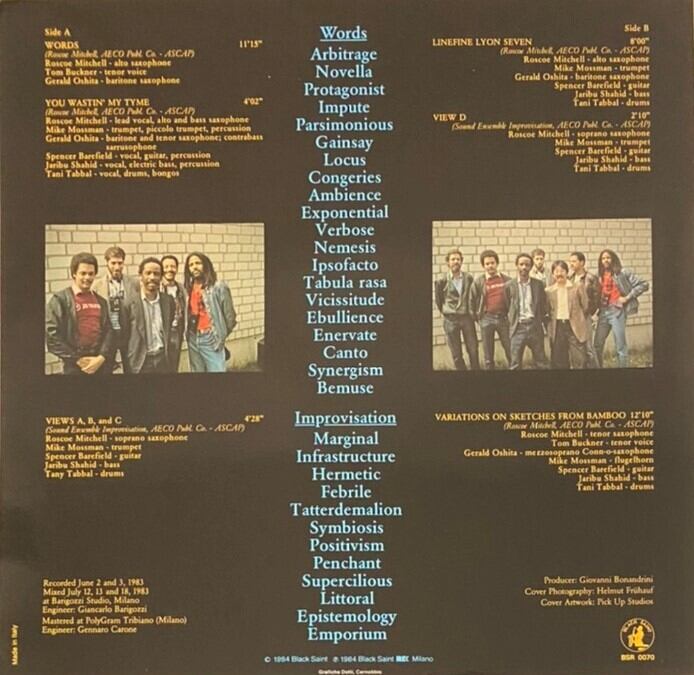 Side A
WORDS 11'15"
(Roscoe Mitchell, AECO Publ. Co. - ASCAP)
Roscoe Mitchell - alto saxophone
Tom Buckner - tenor voice
Gerald Oshita - baritone saxophone
YOU WASTIN' MY TYME 4'02"
(Roscoe Mitchell, AECO Publ. Co. - ASCAP)
Roscoe Mitchell - lead vocal, alto and bass saxophone
Mike Mossman - trumpet, piccolo trumpet, percussion
Gerald Oshita - baritone and tenor saxophone; contrabass
sarrusophone
Spencer Barefield - vocal, guitar, percussion
Jaribu Shahid - vocal, electric bass, percussion
Tani Tabbal - vocal, drums, bongos
VIEWS A, B, and C 4'28"
(Sound Ensemble Improvisation, AECO Publ. Co. - ASCAP)
Roscoe Mitchell - soprano saxophone
Mike Mossman - trumpet
Spencer Barefield - guitar
Jaribu Shahid - bass
Tany Tabbal - drums
Recorded June 2 and 3, 1983
Mixed July 12, 13 and 18, 1983
at Barigozzi Studio, Milano
Engineer: Giancarlo Barigozzi
Mastered at PolyGram Tribiano (Milano)
Engineer: Gennaro Carone
Made in Italy
Words
Arbitrage
Novella
Protagonist
Impute
Parsimonious
Gainsay
Locus
Congeries
Ambience
Exponential
Verbose
Nemesis
Ipsofacto
Tabula rasa
Vicissitude
Ebullience
Enervate
Canto
Synergism
Bemuse
Improvisation
Marginal
Infrastructure
Hermetic
Febrile
Tatterdemalion
Symbiosis
Positivism
Penchant
Supercilious
Littoral
Epistemology
Emporium
© 1984 Black Saint ℗ 1984 Black Saint Milano
Grafiche Dotti, Cernobbio
Side B
LINEFINE LYON SEVEN 8'00"
(Roscoe Mitchell, AECO Publ. Co. - ASCAP)
Roscoe Mitchell - alto saxophone
Mike Mossman - trumpet
Gerald Oshita - baritone saxophone
Spencer Barefield - guitar
Jaribu Shahid - bass
Tani Tabbal - drums
VIEW D 2'10"
(Sound Ensemble Improvisation, AECO Publ. Co. - ASCAP)
Roscoe Mitchell - soprano saxophone
Mike Mossman - trumpet
Spencer Barefield - guitar
Jaribu Shahid - bass
Tani Tabbal - drums
VARIATIONS ON SKETCHES FROM BAMBOO 12'10"
(Roscoe Mitchell, AECO Publ. Co. - ASCAP)
Roscoe Mitchell - tenor saxophone
Tom Buckner - tenor voice
Gerald Oshita - mezzosoprano Conn-o-saxophone
Mike Mossman - flugelhorn
Spencer Barefield - guitar
Jaribu Shahid - bass
Tani Tabbal - drums
Producer: Giovanni Bonandrini
Cover Photography: Helmut Frühauf
Cover Artwork: Pick Up Studios
BLACK SAINT
BSR 0070